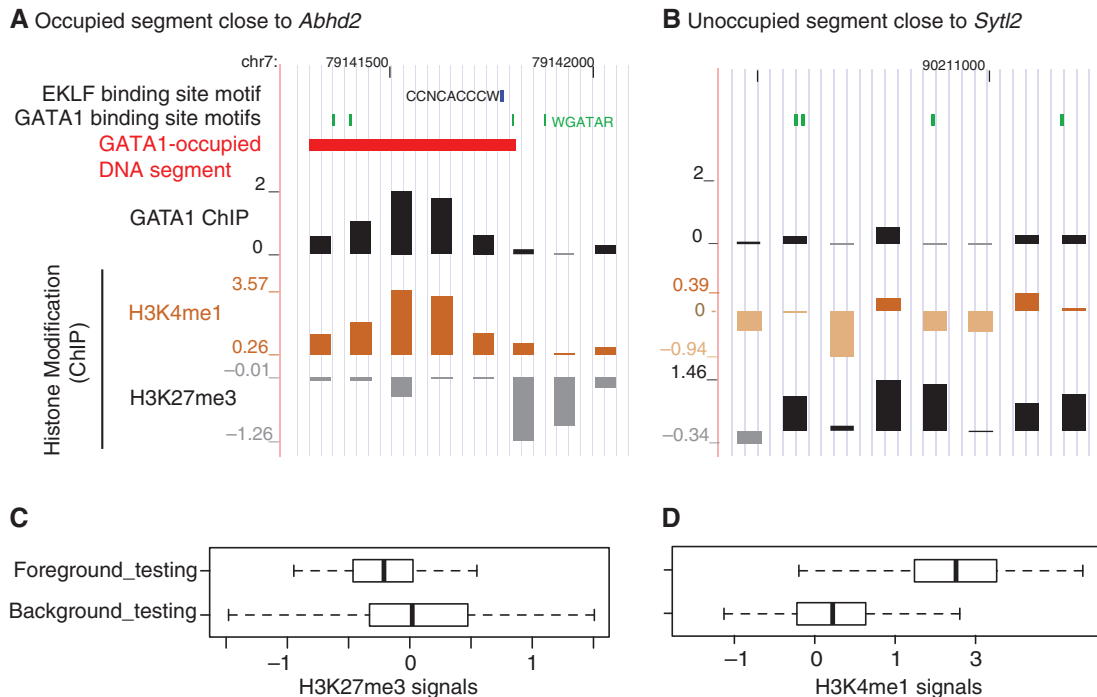 A Occupied segment close to Abhd2
chr7: 79141500 79142000
EKLF binding site motif CCNCACCCW
GATA1 binding site motifs WGATAR
GATA1-occupied
DNA segment
2
GATA1 ChIP
0
Histone Modification
(ChIP)
3.57
H3K4me1
0.26
−0.01
H3K27me3
−1.26
B Unoccupied segment close to Sytl2
90211000
2
0
0.39
0
−0.94
1.46
−0.34
C
Foreground_testing
Background_testing
−1 0 1
H3K27me3 signals
D
−1 0 1 3
H3K4me1 signals